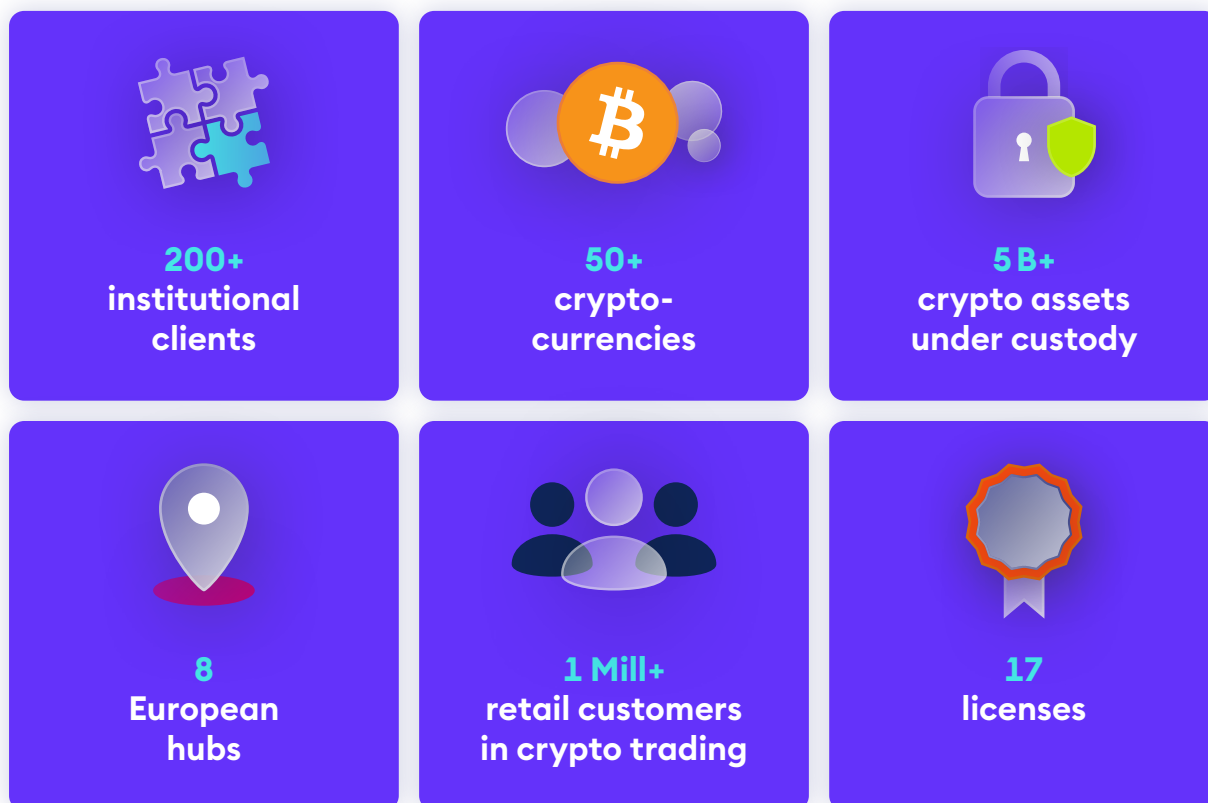 200+
institutional
clients
50+
crypto-
currencies
5 B+
crypto assets
under custody
8
European
hubs
1 Mill+
retail customers
in crypto trading
17
licenses